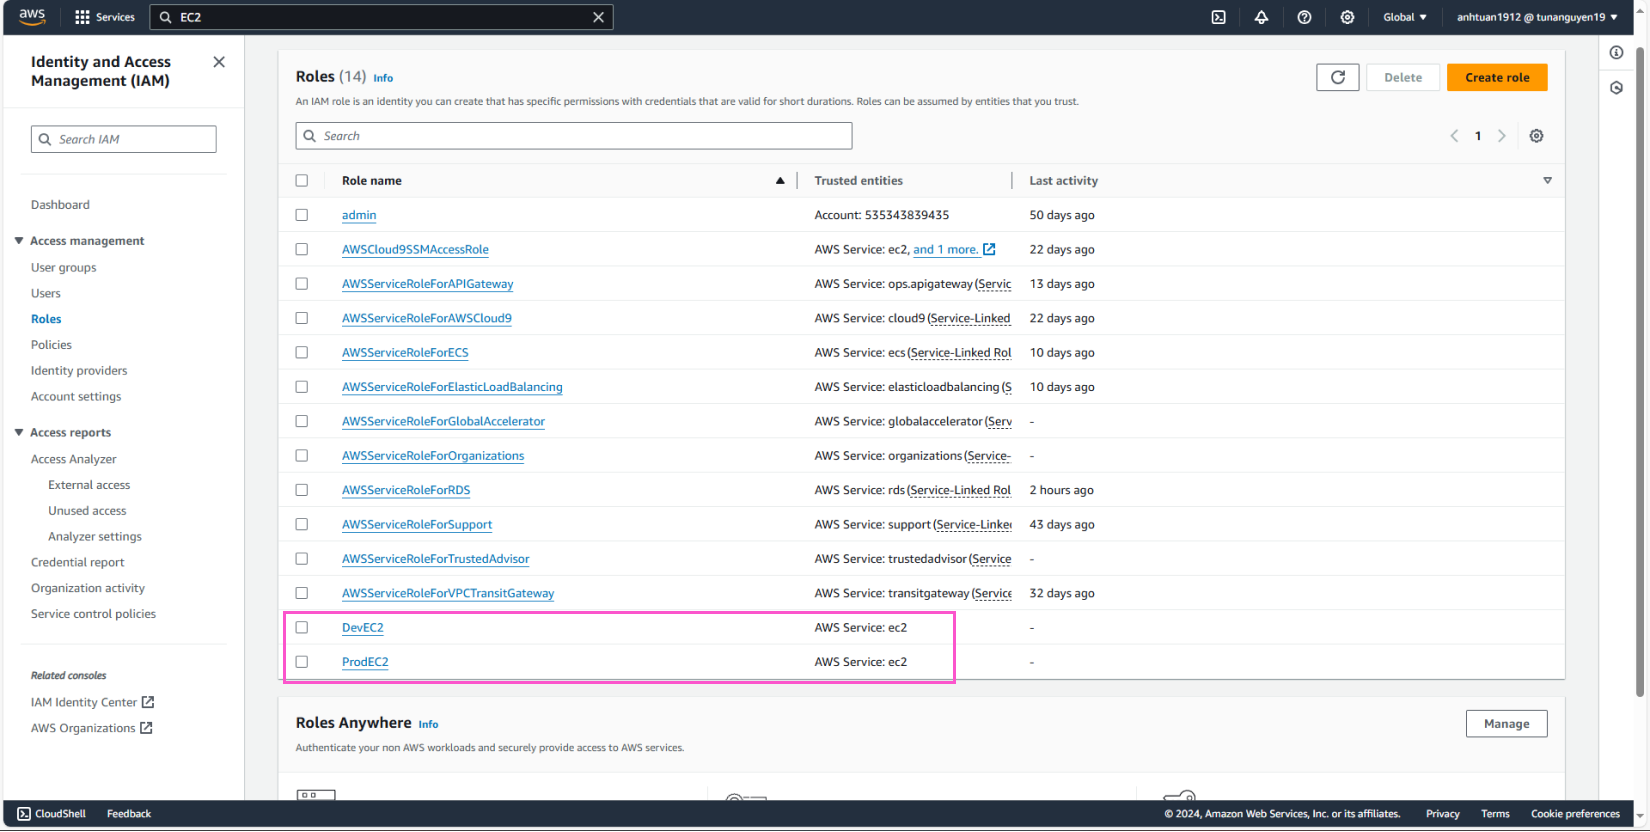 aws
Services
EC2
Global
anhtuan1912 @ tunanguyen19
Identity and Access Management (IAM)
Search IAM
Dashboard
Access management
User groups
Users
Roles
Policies
Identity providers
Account settings
Access reports
Access Analyzer
External access
Unused access
Analyzer settings
Credential report
Organization activity
Service control policies
Related consoles
IAM Identity Center
AWS Organizations
Roles (14) Info
Delete
Create role
An IAM role is an identity you can create that has specific permissions with credentials that are valid for short durations. Roles can be assumed by entities that you trust.
Search
1
Role name Trusted entities Last activity
admin Account: 535343839435 50 days ago
AWSCloud9SSMAccessRole AWS Service: ec2, and 1 more. 22 days ago
AWSServiceRoleForAPIGateway AWS Service: ops.apigateway (Servic 13 days ago
AWSServiceRoleForAWSCloud9 AWS Service: cloud9 (Service-Linked 22 days ago
AWSServiceRoleForECS AWS Service: ecs (Service-Linked Rol 10 days ago
AWSServiceRoleForElasticLoadBalancing AWS Service: elasticloadbalancing (S 10 days ago
AWSServiceRoleForGlobalAccelerator AWS Service: globalaccelerator (Serv -
AWSServiceRoleForOrganizations AWS Service: organizations (Service- -
AWSServiceRoleForRDS AWS Service: rds (Service-Linked Rol 2 hours ago
AWSServiceRoleForSupport AWS Service: support (Service-Linked 43 days ago
AWSServiceRoleForTrustedAdvisor AWS Service: trustedadvisor (Service -
AWSServiceRoleForVPCTransitGateway AWS Service: transitgateway (Service 32 days ago
DevEC2 AWS Service: ec2 -
ProdEC2 AWS Service: ec2 -
Roles Anywhere Info
Manage
Authenticate your non AWS workloads and securely provide access to AWS services.
CloudShell Feedback
© 2024, Amazon Web Services, Inc. or its affiliates. Privacy Terms Cookie preferences